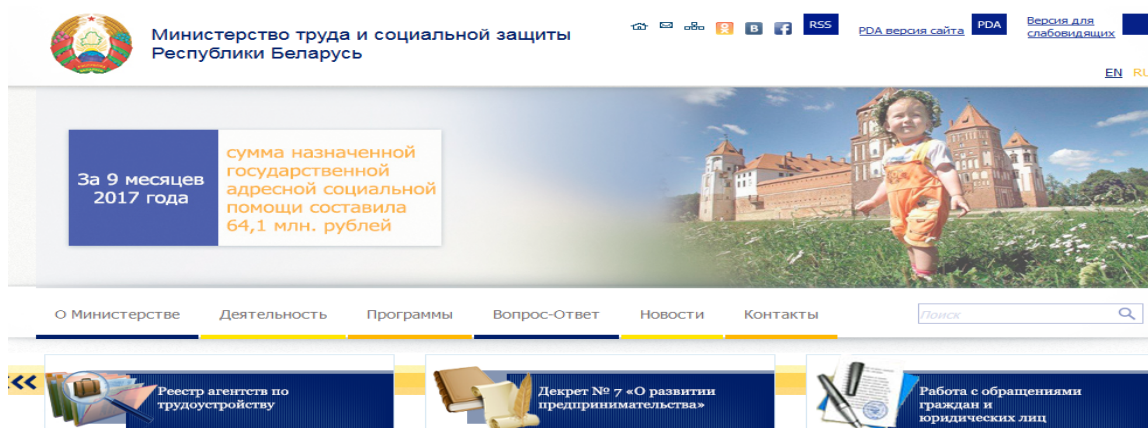 Министерство труда и социальной защиты
Республики Беларусь
RSS
PDA версия сайта
PDA
Версия для
слабовидящих
EN RU
За 9 месяцев
2017 года
сумма назначенной
государственной
адресной социальной
помощи составила
64,1 млн. рублей
О Министерстве
Деятельность
Программы
Вопрос-Ответ
Новости
Контакты
Поиск
Реестр агентств по
трудоустройству
Декрет № 7 «О развитии
предпринимательства»
Работа с обращениями
граждан и
юридических лиц